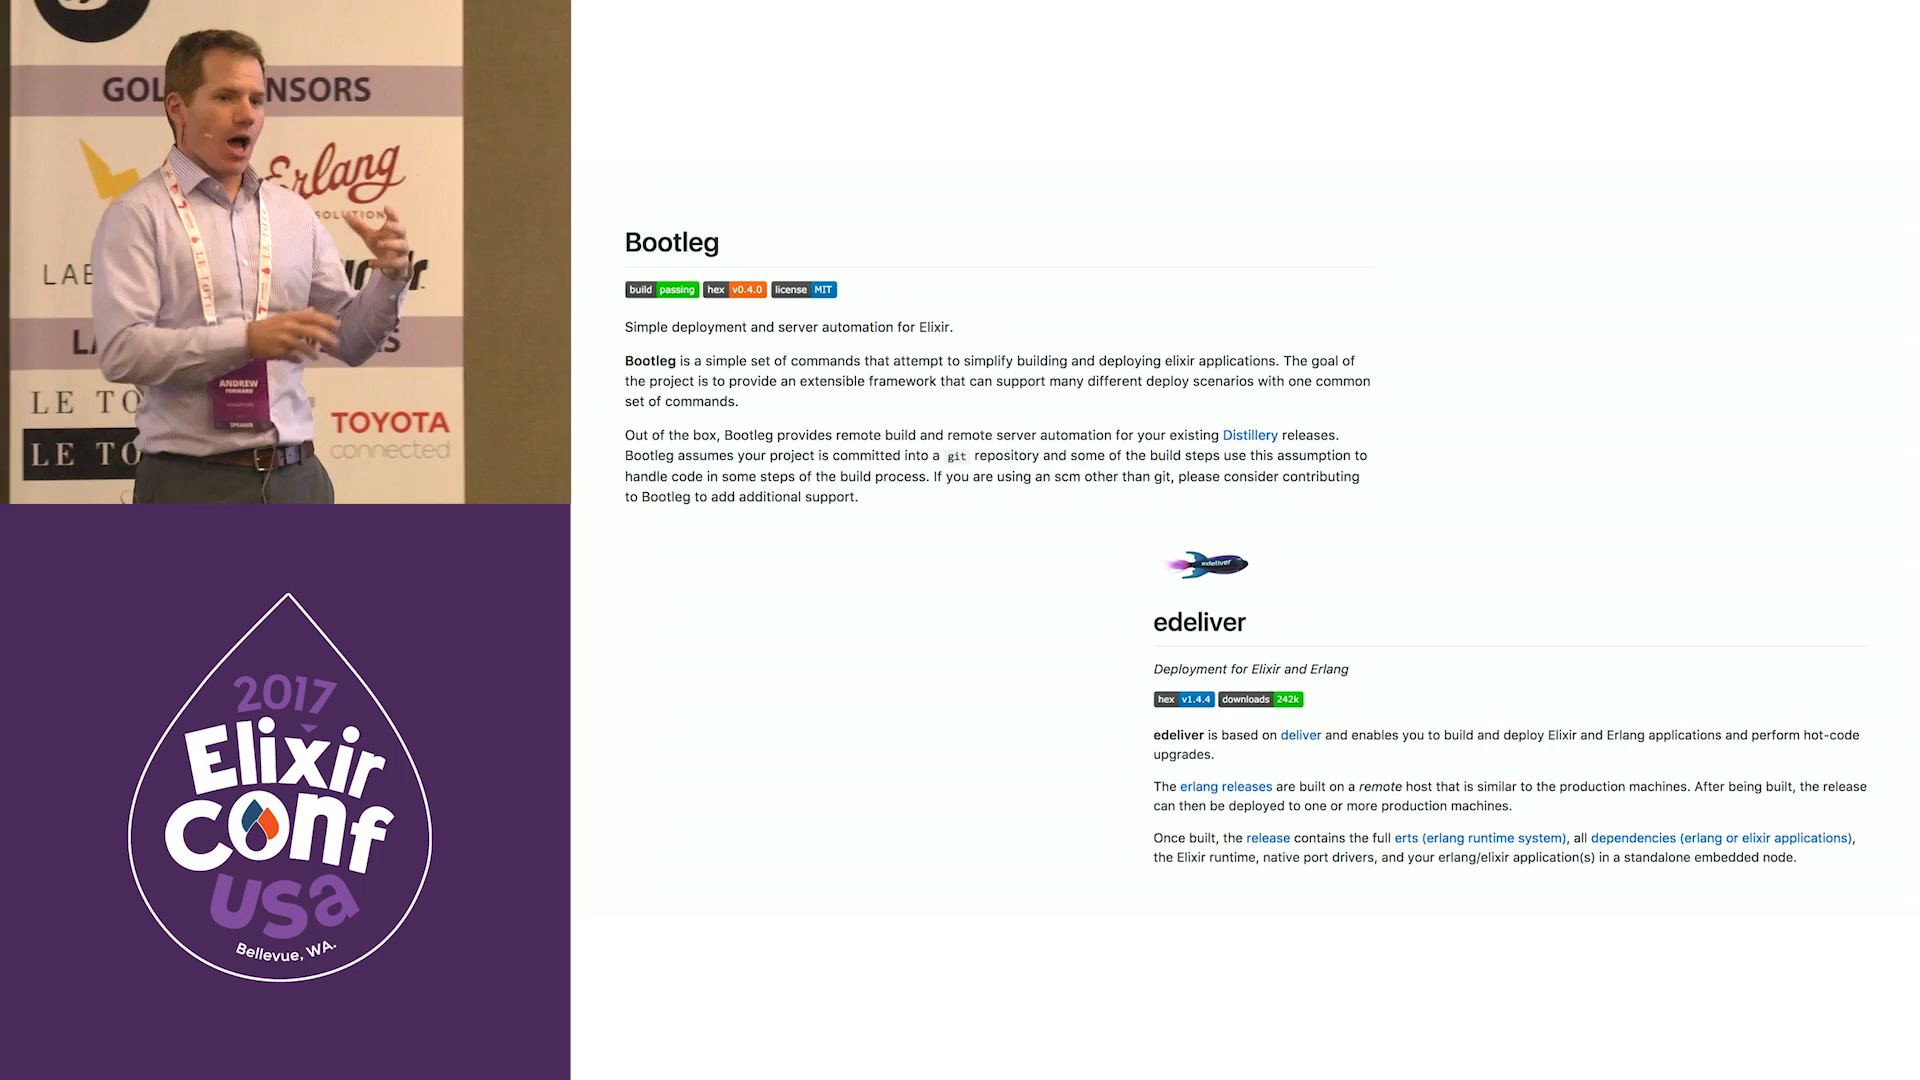 GOL NSORS
Erlang
SOLUTION
LAB
L S
ANDREW
FORWARD
SPEAKER
LE TO
LE TO
TOYOTA
connected
LE TOTE
2017
Elixir
Conf
USA
Bellevue, WA.
Bootleg
build passing hex v0.4.0 license MIT
Simple deployment and server automation for Elixir.
Bootleg is a simple set of commands that attempt to simplify building and deploying elixir applications. The goal of
the project is to provide an extensible framework that can support many different deploy scenarios with one common
set of commands.
Out of the box, Bootleg provides remote build and remote server automation for your existing Distillery releases.
Bootleg assumes your project is committed into a git repository and some of the build steps use this assumption to
handle code in some steps of the build process. If you are using an scm other than git, please consider contributing
to Bootleg to add additional support.
edeliver
edeliver
Deployment for Elixir and Erlang
hex v1.4.4 downloads 242k
edeliver is based on deliver and enables you to build and deploy Elixir and Erlang applications and perform hot-code
upgrades.
The erlang releases are built on a remote host that is similar to the production machines. After being built, the release
can then be deployed to one or more production machines.
Once built, the release contains the full erts (erlang runtime system), all dependencies (erlang or elixir applications),
the Elixir runtime, native port drivers, and your erlang/elixir application(s) in a standalone embedded node.